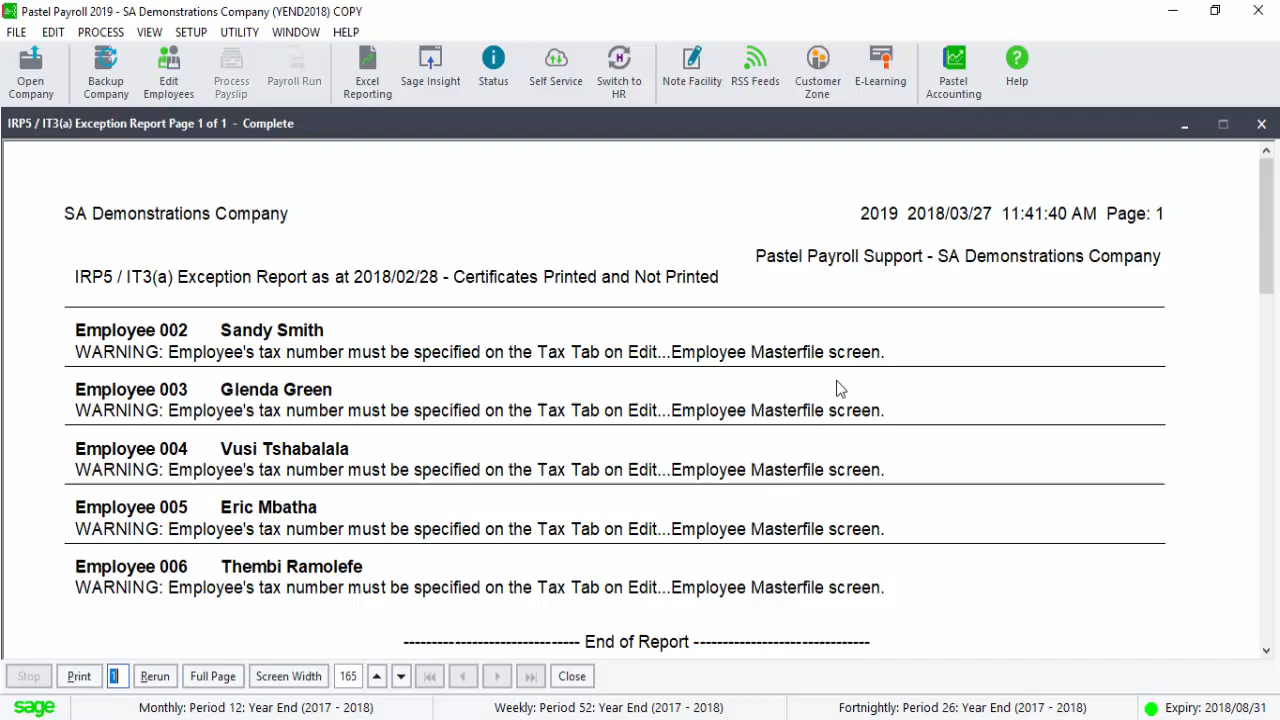 Pastel Payroll 2019 - SA Demonstrations Company (YEND2018) COPY
FILE EDIT PROCESS VIEW SETUP UTILITY WINDOW HELP
Open Company
Backup Company
Edit Employees
Process Payslip
Payroll Run
Excel Reporting
Sage Insight
Status
Self Service
Switch to HR
Note Facility
RSS Feeds
Customer Zone
E-Learning
Pastel Accounting
Help
IRP5 / IT3(a) Exception Report Page 1 of 1 - Complete
SA Demonstrations Company 2019 2018/03/27 11:41:40 AM Page: 1
Pastel Payroll Support - SA Demonstrations Company
IRP5 / IT3(a) Exception Report as at 2018/02/28 - Certificates Printed and Not Printed
Employee 002 Sandy Smith
WARNING: Employee's tax number must be specified on the Tax Tab on Edit...Employee Masterfile screen.
Employee 003 Glenda Green
WARNING: Employee's tax number must be specified on the Tax Tab on Edit...Employee Masterfile screen.
Employee 004 Vusi Tshabalala
WARNING: Employee's tax number must be specified on the Tax Tab on Edit...Employee Masterfile screen.
Employee 005 Eric Mbatha
WARNING: Employee's tax number must be specified on the Tax Tab on Edit...Employee Masterfile screen.
Employee 006 Thembi Ramolefe
WARNING: Employee's tax number must be specified on the Tax Tab on Edit...Employee Masterfile screen.
------------------------------ End of Report ------------------------------
Stop Print 1 Rerun Full Page Screen Width 165 Close
sage Monthly: Period 12: Year End (2017 - 2018) Weekly: Period 52: Year End (2017 - 2018) Fortnightly: Period 26: Year End (2017 - 2018) Expiry: 2018/08/31